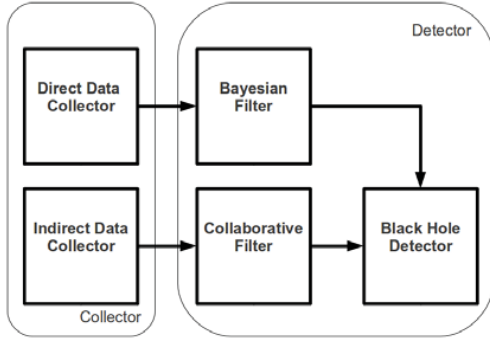 Detector
Direct Data
Collector
Bayesian
Filter
Indirect Data
Collector
Collaborative
Filter
Black Hole
Detector
Collector